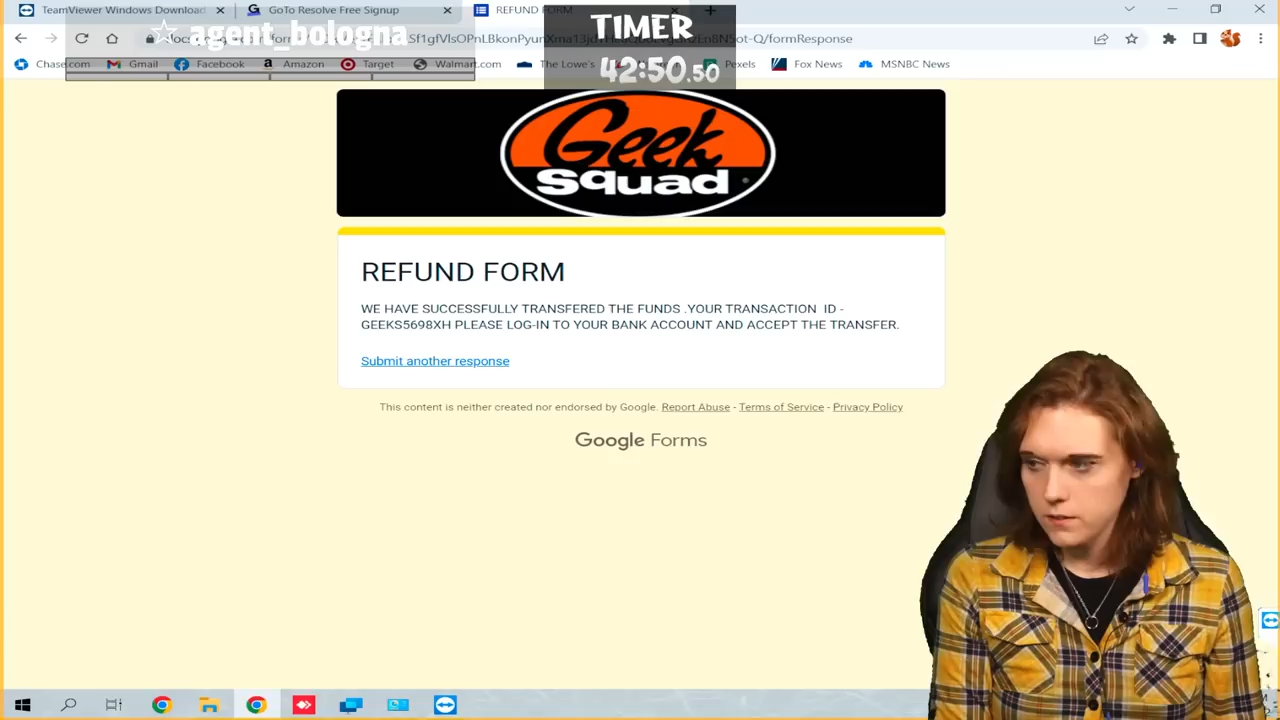 TeamViewer Windows Download
GoTo Resolve Free Signup
REFUND FORM
TIMER
42:50.50
agent_bologna
/formResponse
Chase.com
Gmail
Facebook
Amazon
Target
Walmart.com
The Lowe's
Pexels
Fox News
MSNBC News
Geek
Squad
REFUND FORM
WE HAVE SUCCESSFULLY TRANSFERED THE FUNDS .YOUR TRANSACTION ID -
GEEKS5698XH PLEASE LOG-IN TO YOUR BANK ACCOUNT AND ACCEPT THE TRANSFER.
Submit another response
This content is neither created nor endorsed by Google. Report Abuse - Terms of Service - Privacy Policy
Google Forms